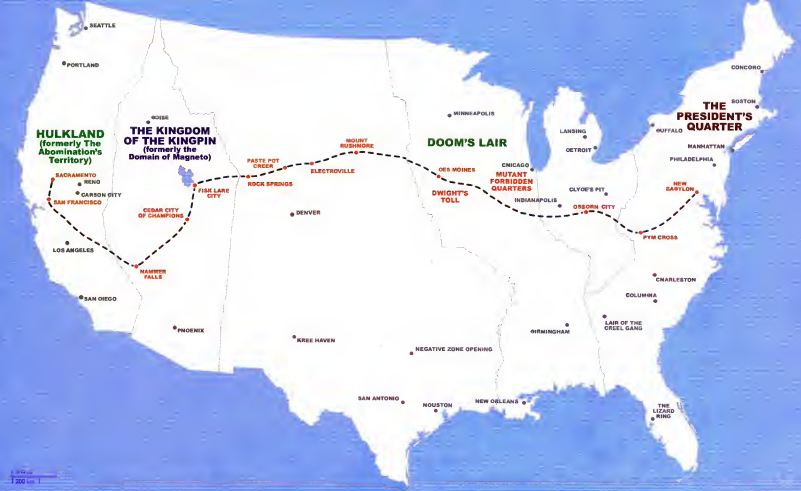 SEATTLE
PORTLAND
CONCORD
BOSTON
THE
PRESIDENT'S
QUARTER
BUFFALO
MINNEAPOLIS
LANSING
DETROIT
MANHATTAN
PHILADELPHIA
BOISE
HULKLAND
(formerly The
Abomination's
Territory)
THE KINGDOM
OF THE KINGPIN
(formerly the
Domain of Magneto)
MOUNT
RUSHMORE
DOOM'S LAIR
PASTE POT
CREEK
ELECTROVILLE
ROCK SPRINGS
DES MOINES
DWIGHT'S
TOLL
CHICAGO
MUTANT
FORBIDDEN
QUARTERS
CLYDE'S PIT
NEW
BABYLON
SACRAMENTO
RENO
CARSON CITY
SAN FRANCISCO
FISK LAKE
CITY
CEDAR CITY
OF CHAMPIONS
DENVER
INDIANAPOLIS
OSBORN CITY
PYM CROSS
LOS ANGELES
HAMMER
FALLS
CHARLESTON
SAN DIEGO
COLUMBIA
PHOENIX
KREE HAVEN
BIRMINGHAM
LAIR OF THE
CREEL GANG
NEGATIVE ZONE OPENING
SAN ANTONIO
HOUSTON
NEW ORLEANS
THE
LIZARD
RING